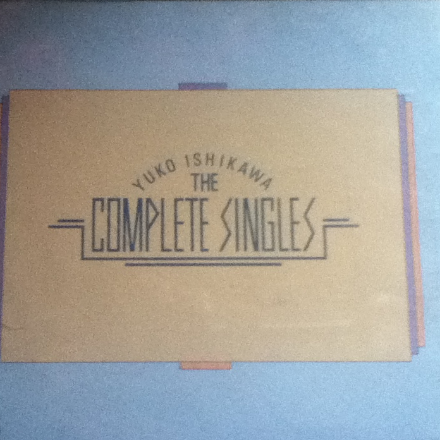 YUKO ISHIKAWA
THE
COMPLETE SINGLES